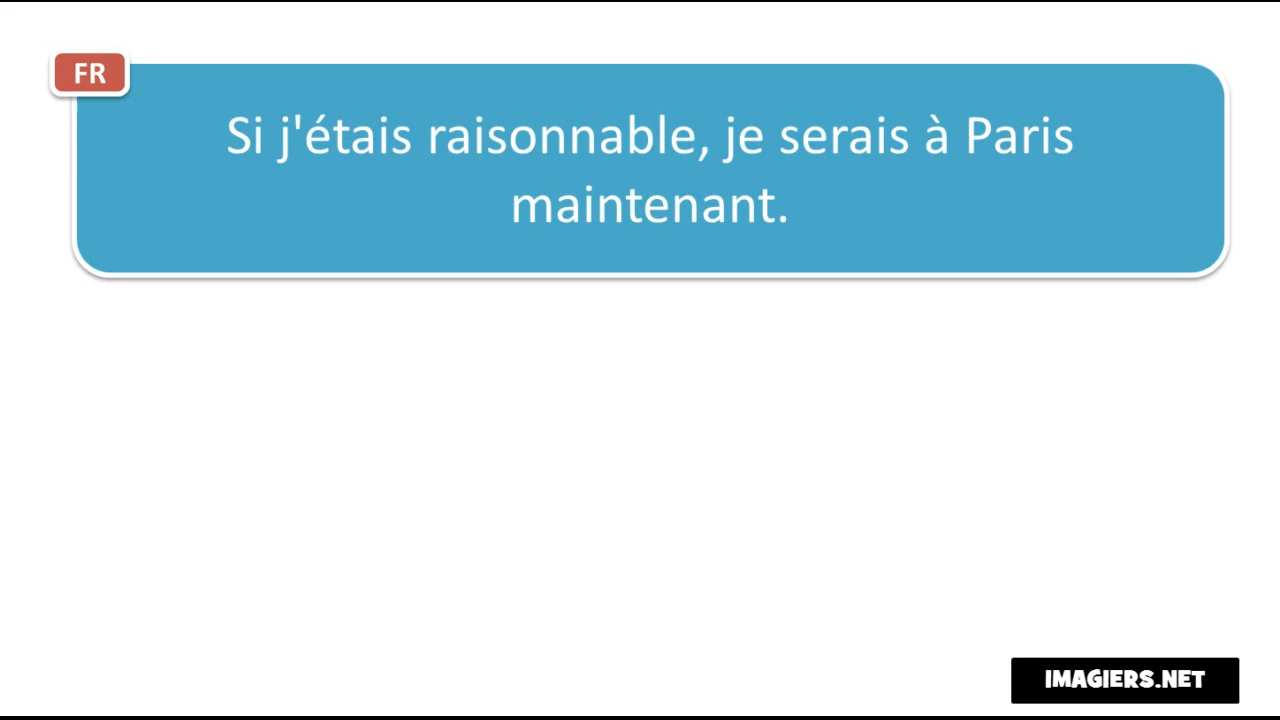 FR
Si j'étais raisonnable, je serais à Paris
maintenant.
IMAGIERS.NET